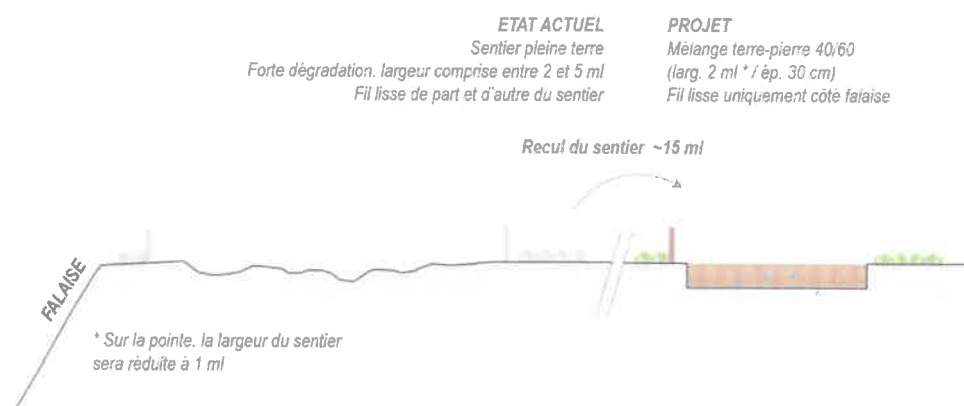 ETAT ACTUEL
Sentier pleine terre
Forte dégradation. largeur comprise entre 2 et 5 ml
Fil lisse de part et d'autre du sentier
PROJET
Mélange terre-pierre 40/60
(larg. 2 ml * / ép. 30 cm)
Fil lisse uniquement côté falaise
Recul du sentier ~15 ml
FALAISE
* Sur la pointe. la largeur du sentier
sera réduite à 1 ml